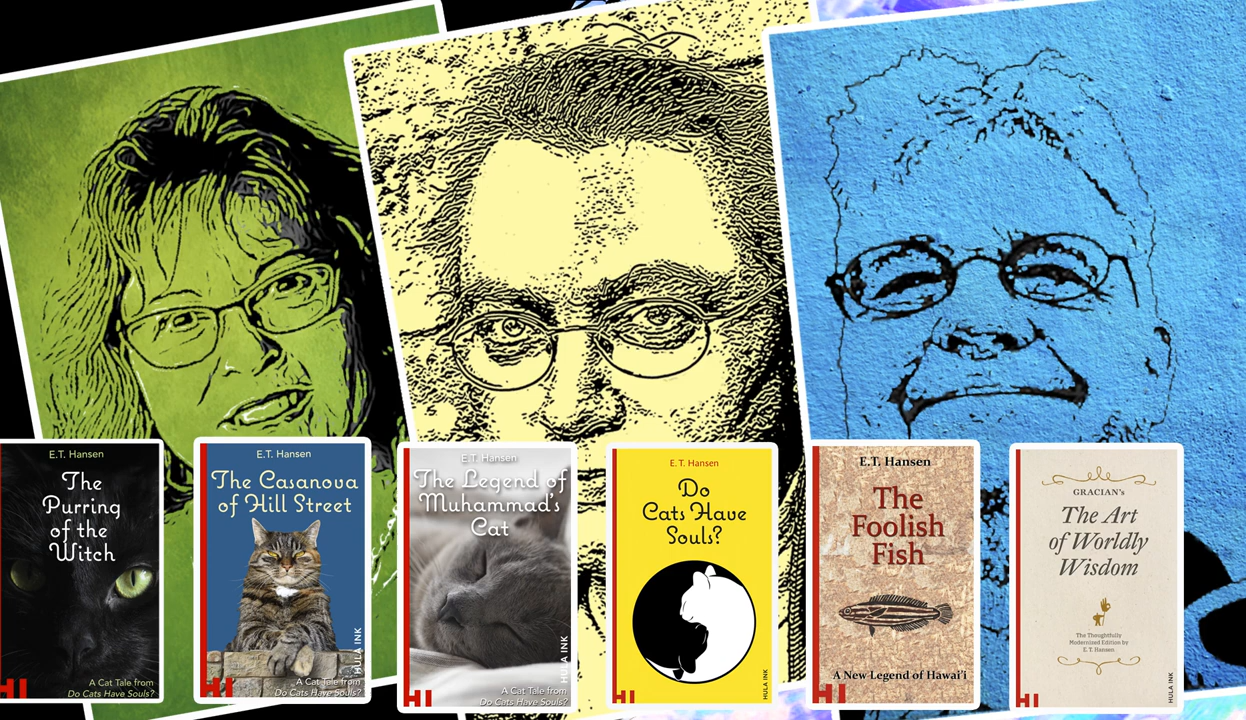 E.T. Hansen
The
Purring
of the
Witch
A Cat Tale from
Do Cats Have Souls?
HI
E.T. Hansen
The Casanova
of Hill Street
HULA INK
A Cat Tale from
Do Cats Have Souls?
HI
E.T. Hansen
The Legend of
Muhammad's
Cat
HULA INK
A Cat Tale from
Do Cats Have Souls?
HI
E.T. Hansen
Do
Cats Have
Souls?
HULA INK
HI
E.T. Hansen
The
Foolish
Fish
A New Legend of Hawai'i
HI
GRACIAN's
The Art
of Worldly
Wisdom
The Thoughtfully
Modernized Edition by
E. T. Hansen
HULA INK
HI